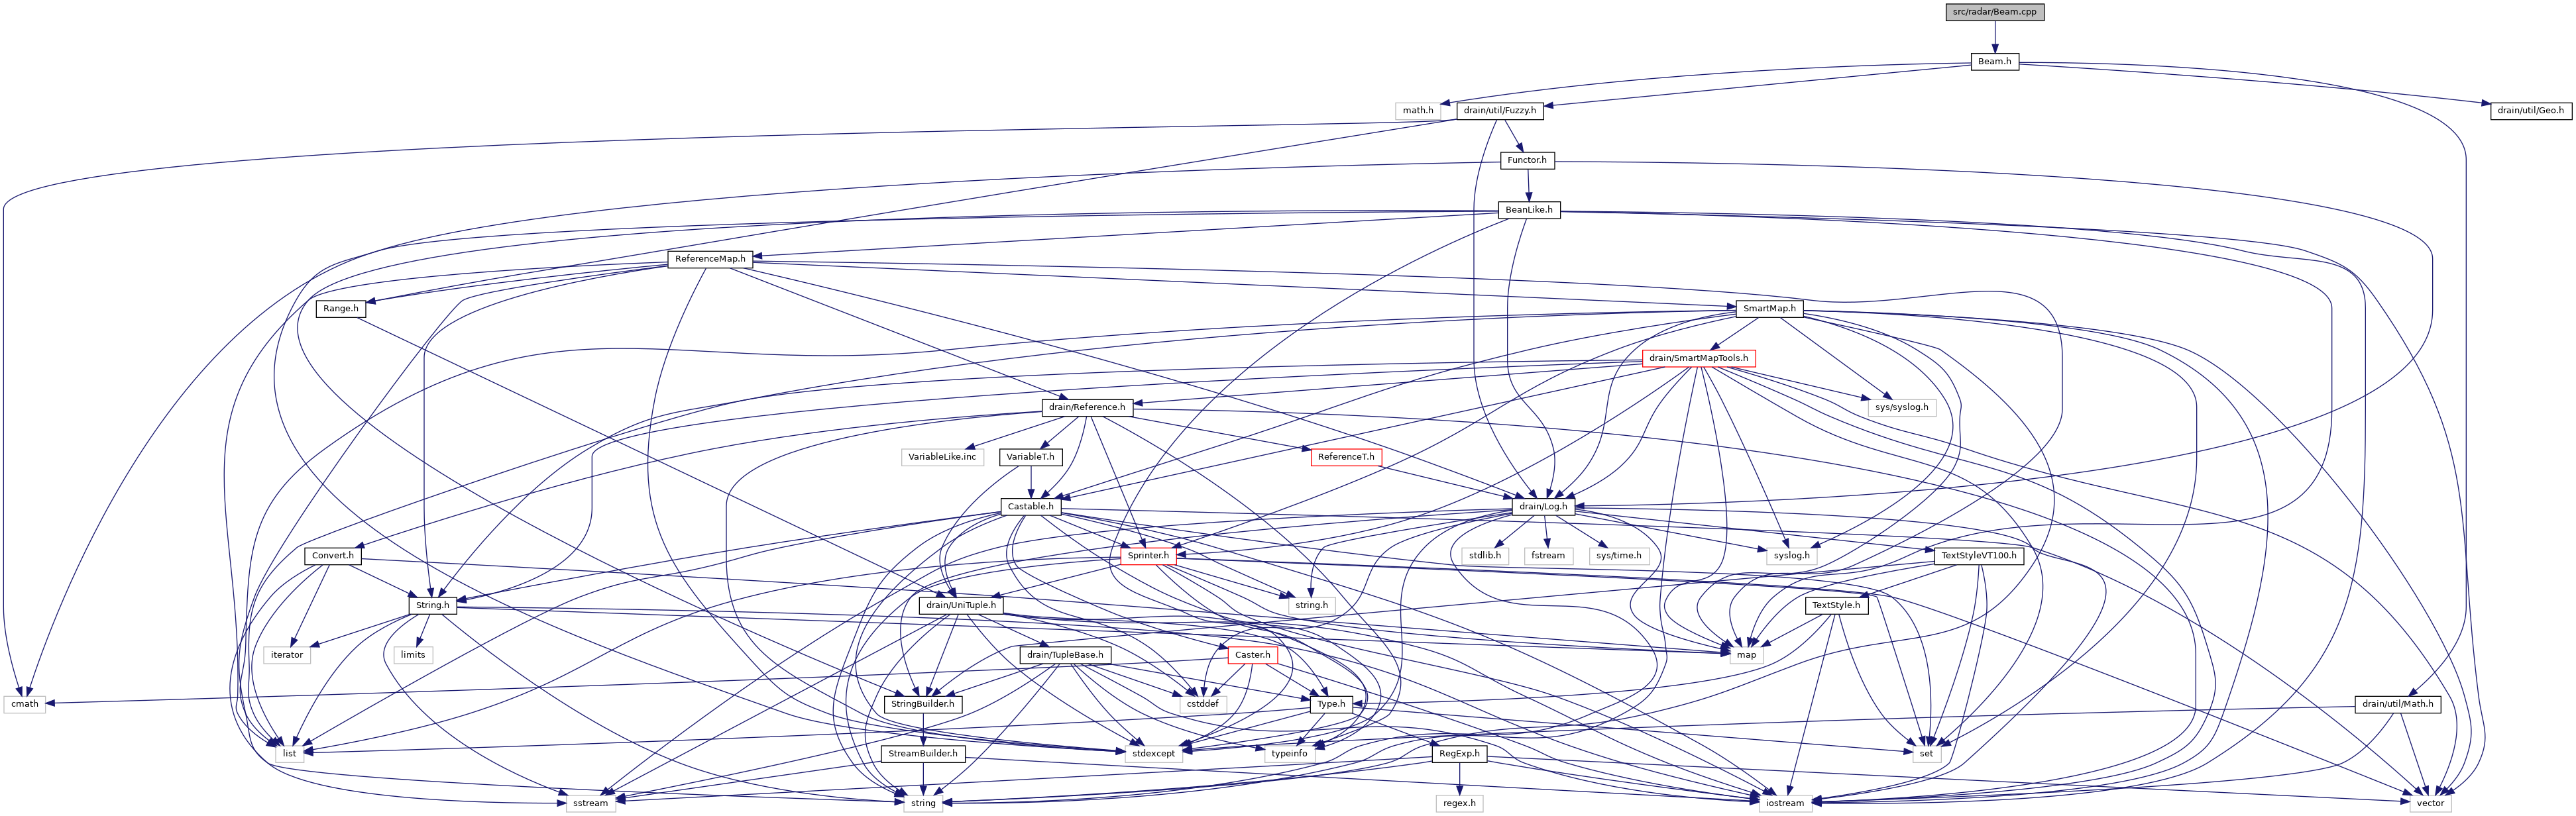 src/radar/Beam.cpp
Beam.h
math.h
drain/util/Fuzzy.h
drain/util/Geo.h
Functor.h
BeanLike.h
ReferenceMap.h
Range.h
SmartMap.h
drain/SmartMapTools.h
drain/Reference.h
sys/syslog.h
VariableLike.inc
VariableT.h
ReferenceT.h
Castable.h
drain/Log.h
Convert.h
Sprinter.h
stdlib.h
fstream
sys/time.h
syslog.h
TextStyleVT100.h
String.h
drain/UniTuple.h
string.h
TextStyle.h
iterator
limits
drain/TupleBase.h
Caster.h
map
cmath
StringBuilder.h
cstddef
Type.h
drain/util/Math.h
list
StreamBuilder.h
stdexcept
typeinfo
RegExp.h
set
sstream
string
regex.h
iostream
vector